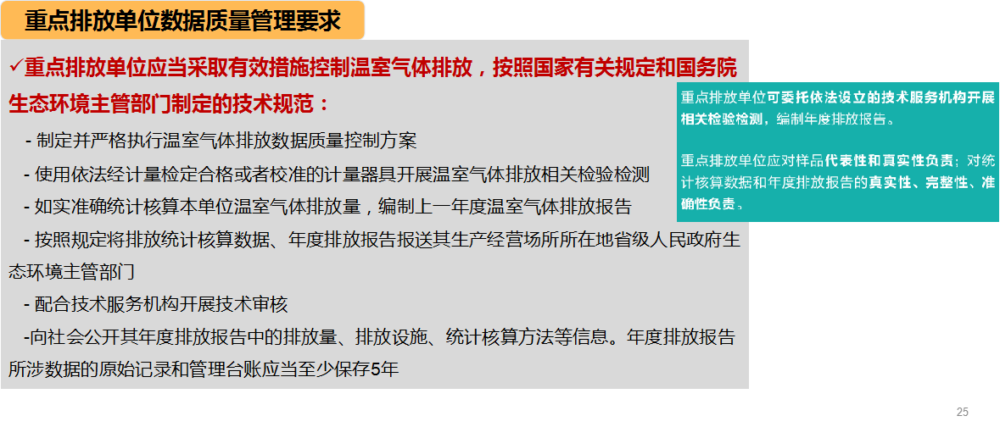 重点排放单位数据质量管理要求
✓重点排放单位应当采取有效措施控制温室气体排放，按照国家有关规定和国务院
生态环境主管部门制定的技术规范：
- 制定并严格执行温室气体排放数据质量控制方案
- 使用依法经计量检定合格或者校准的计量器具开展温室气体排放相关检验检测
- 如实准确统计核算本单位温室气体排放量，编制上一年度温室气体排放报告
- 按照规定将排放统计核算数据、年度排放报告报送其生产经营场所所在地省级人民政府生
态环境主管部门
- 配合技术服务机构开展技术审核
-向社会公开其年度排放报告中的排放量、排放设施、统计核算方法等信息。年度排放报告
所涉数据的原始记录和管理台账应当至少保存5年
重点排放单位可委托依法设立的技术服务机构开展
相关检验检测，编制年度排放报告。
重点排放单位应对样品代表性和真实性负责；对统
计核算数据和年度排放报告的真实性、完整性、准
确性负责。
25